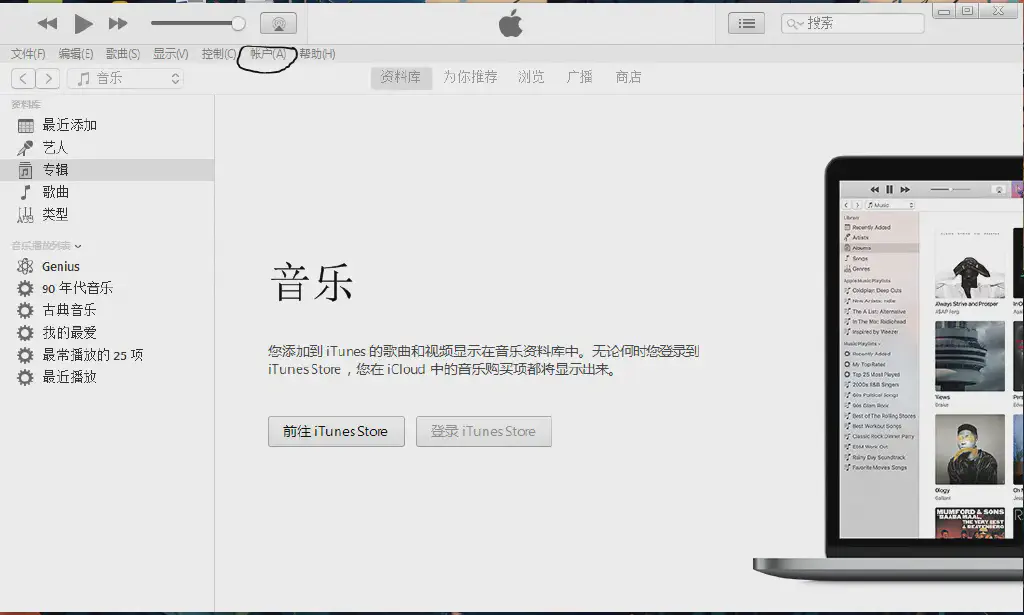 搜索
文件(F) 编辑(E) 歌曲(S) 显示(V) 控制(C) 帐户(A) 帮助(H)
音乐
资料库 为你推荐 浏览 广播 商店
资料库
最近添加
艺人
专辑
歌曲
类型
音乐播放列表
Genius
90 年代音乐
古典音乐
我的最爱
最常播放的 25 项
最近播放
音乐
您添加到 iTunes 的歌曲和视频显示在音乐资料库中。无论何时您登录到
iTunes Store，您在 iCloud 中的音乐购买项都将显示出来。
前往 iTunes Store
登录 iTunes Store
Music
Library
Recently Added
Artists
Albums
Songs
Genres
Apple Music Playlists
Coldplay: Deep Cuts
New Artists: Indie
The A List: Alternative
In The Mix: Radiohead
Inspired by Weezer
Music Playlists
Recently Added
My Top Rated
Top 25 Most Played
2000s R&B Singers
60s Political Songs
90s Glam Rock
Best of The Rolling Stones
Best Workout Songs
Classic Rock Dinner Party
EDM Work Out
Rainy Day Soundtrack
Favorite Movies Songs
Always Strive and Prosper
A$AP Ferg
Views
Drake
Ology
Gallant
MUMFORD & SONS
BAABA MAAL
THE VERY BEST
& BEATENBERG